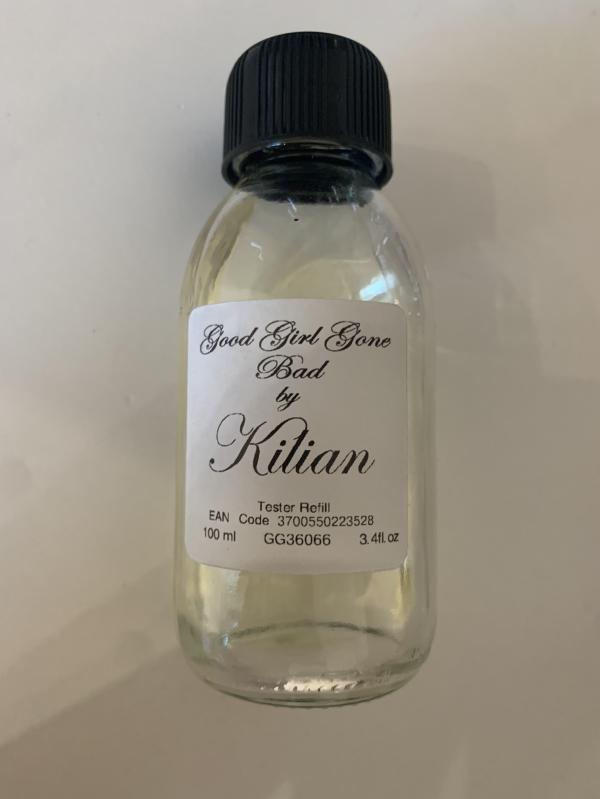 Good Girl Gone
Bad
by
Kilian
Tester Refill
EAN Code 3700550223528
100 ml GG36066 3.4fl.oz